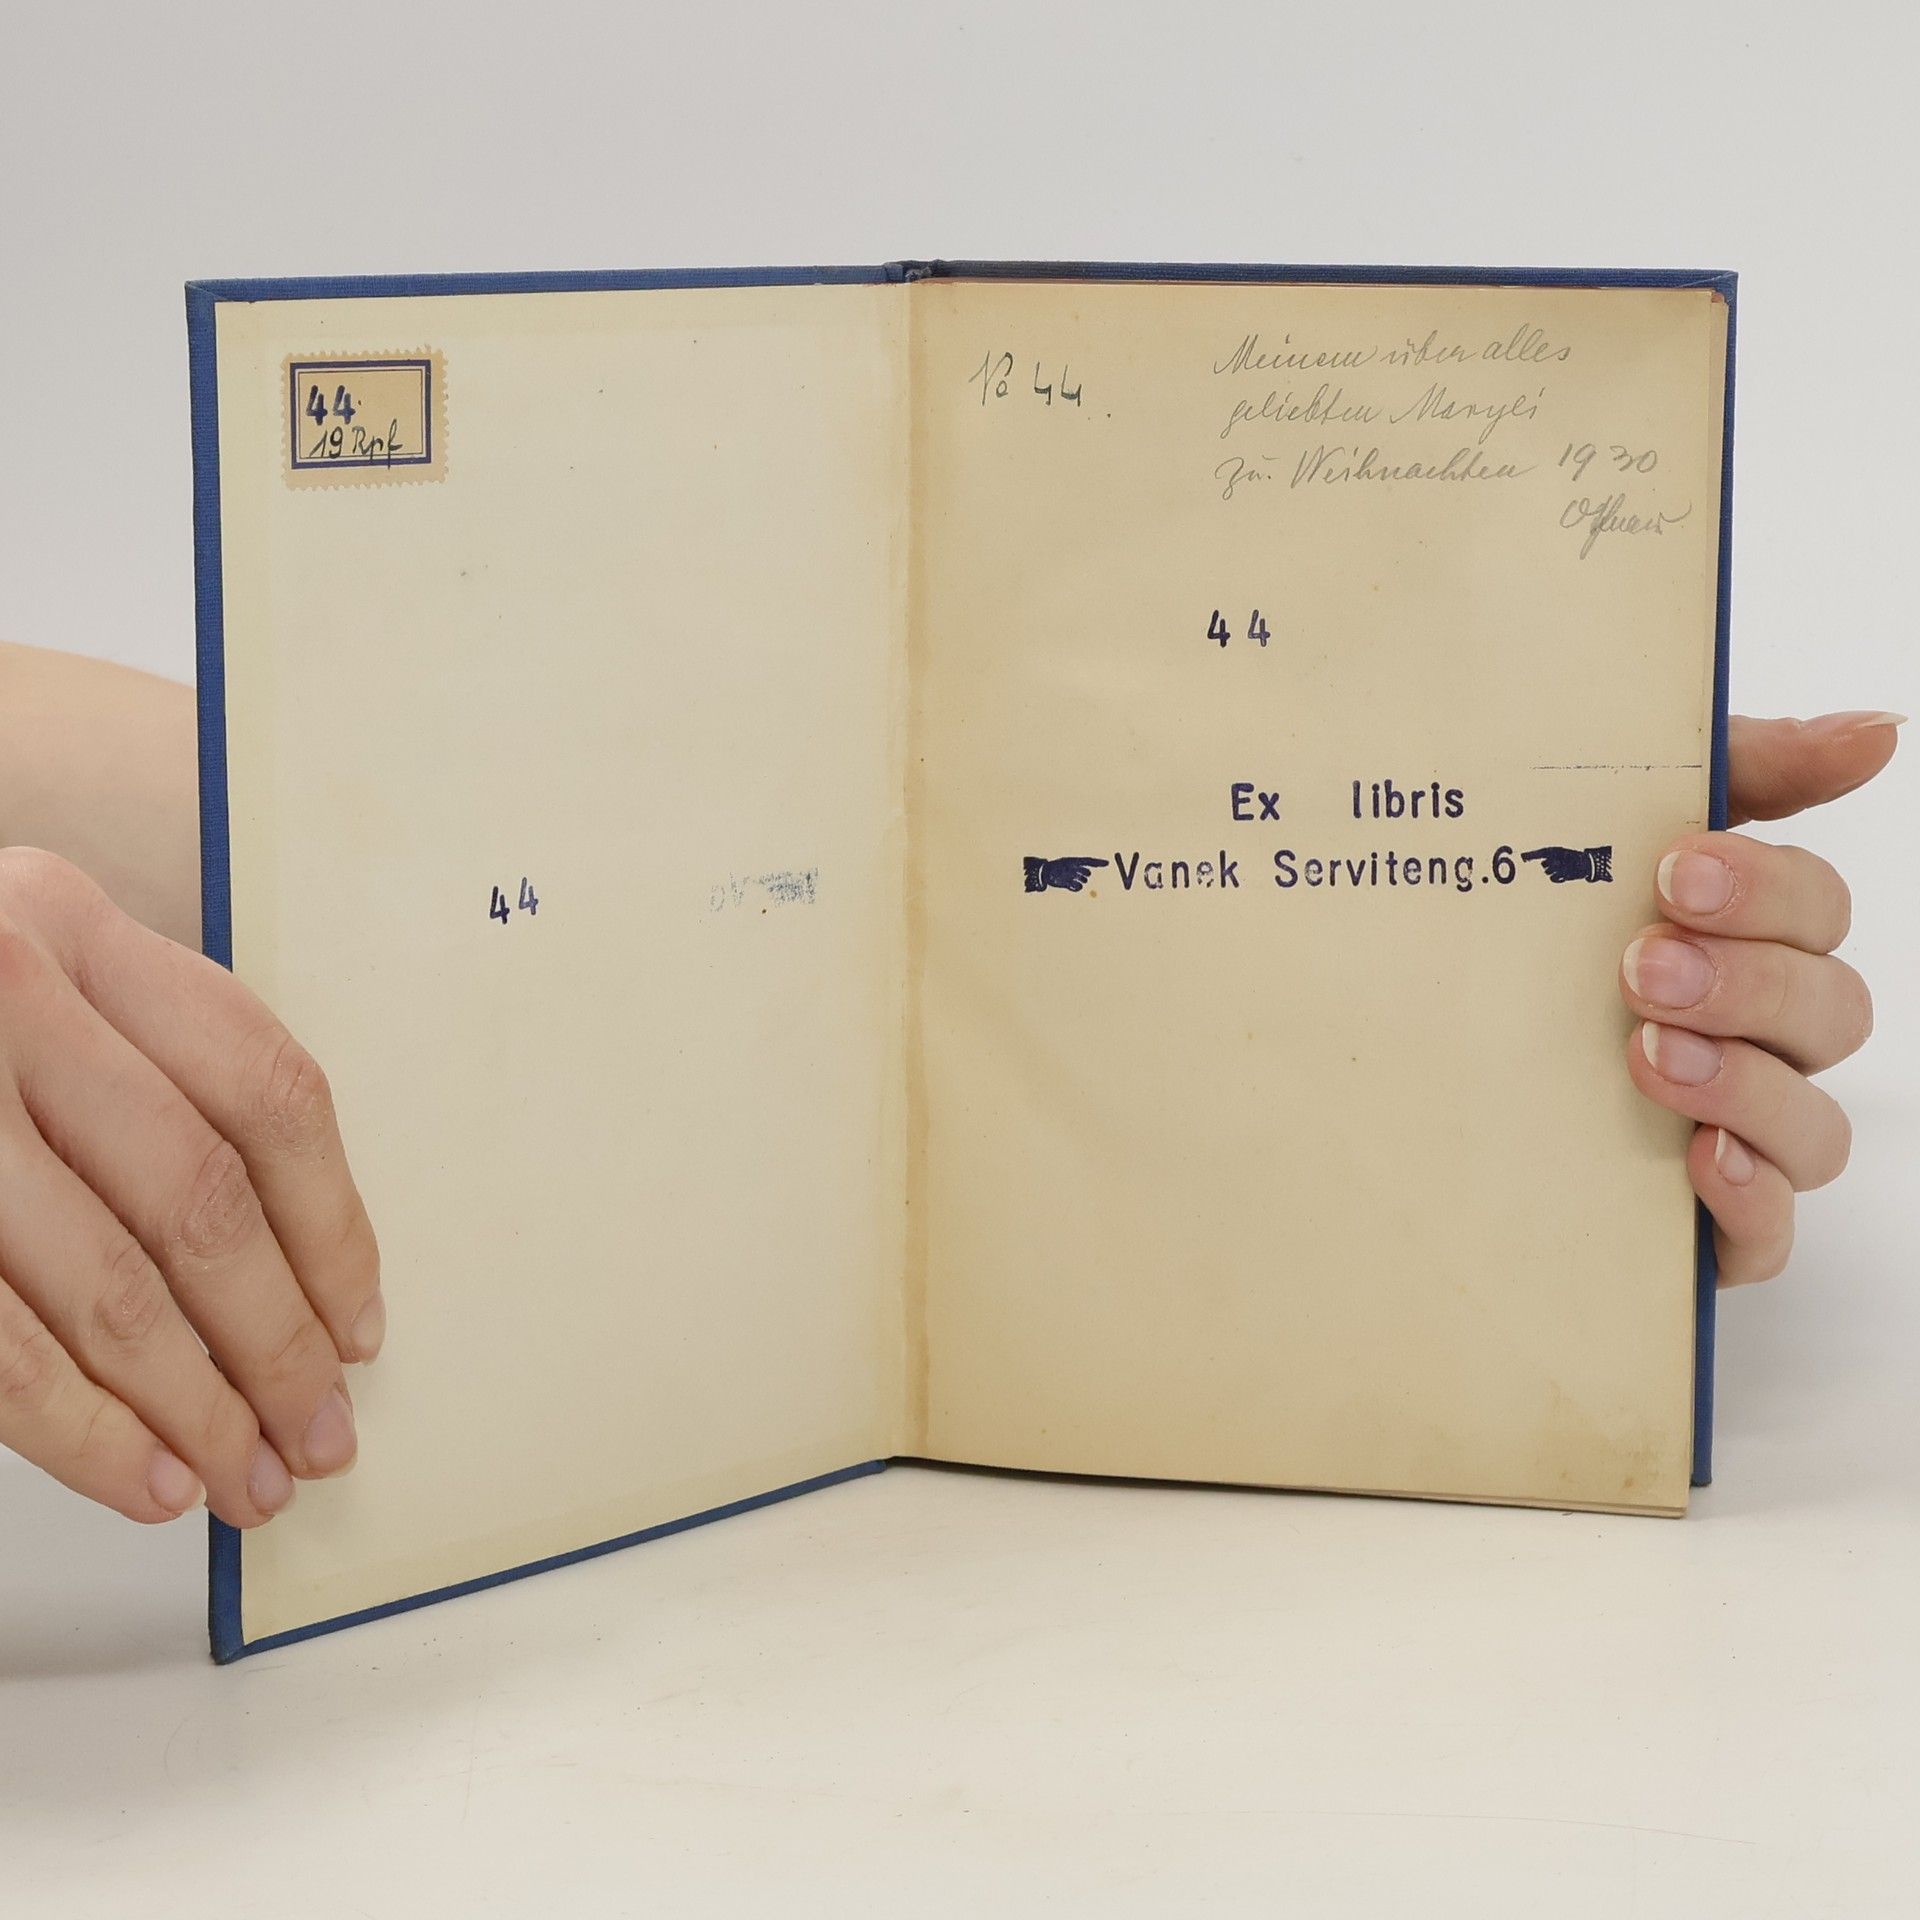 44
19 Rpf
44
No 44
Meinem über alles
geliebten
zu Weihnachten 1930
44
Ex libris
Vanek Serviteng.6